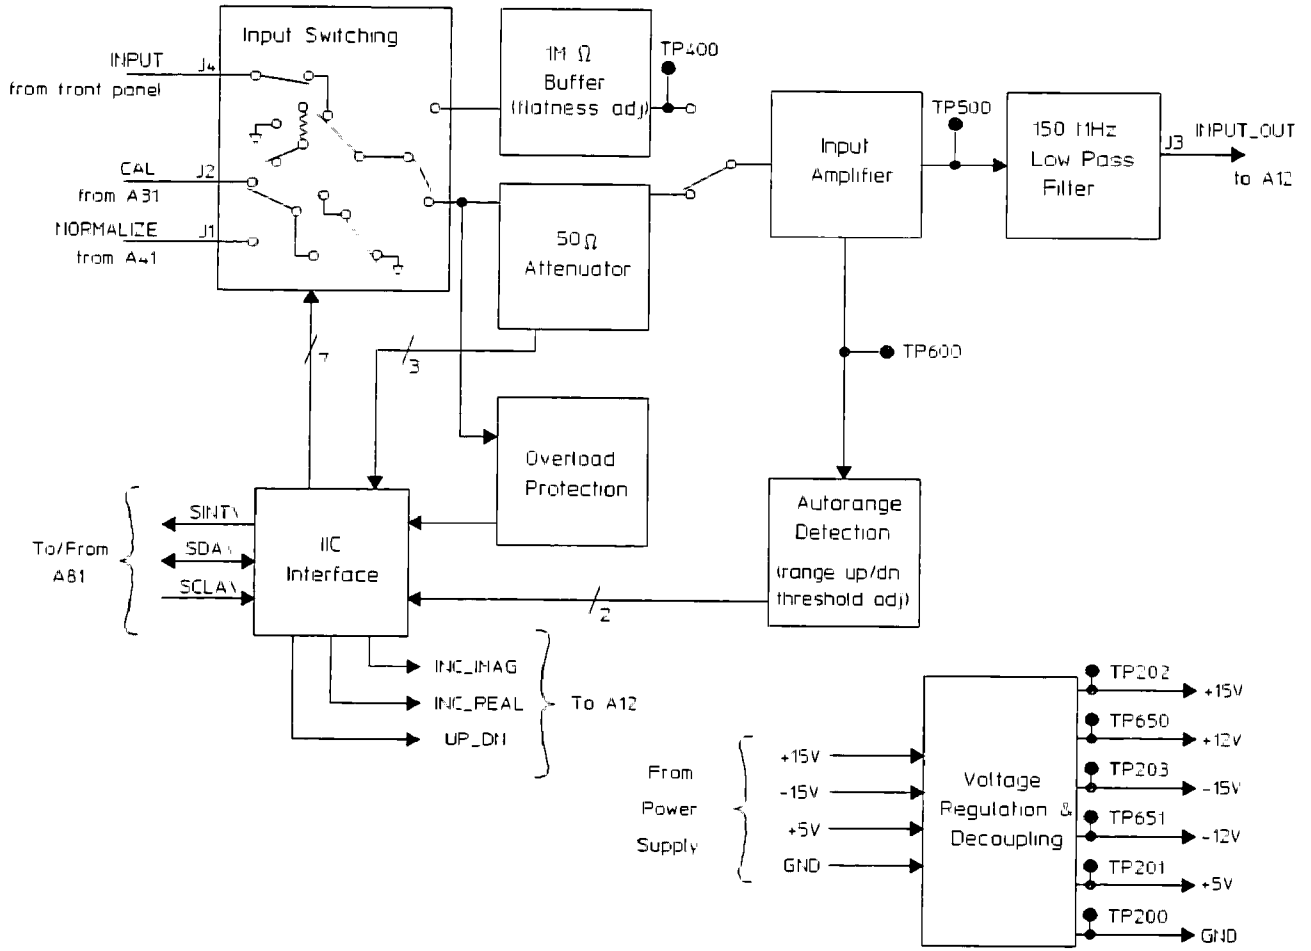 Input Switching
INPUT
J4
from front panel
CAL
J2
from A31
NORMALIZE
J1
from A41
1M Ω
Buffer
(flatness adj)
TP400
50Ω
Attenuator
Input
Amplifier
TP500
150 MHz
Low Pass
Filter
J3
INPUT_OUT
to A12
7
3
TP600
Overload
Protection
Autorange
Detection
(range up/dn
threshold adj)
To/From
A81
SINT\
SDA\
SCLA\
IIC
Interface
2
INC_IMAG
INC_REAL
UP_DN
To A12
From
Power
Supply
+15V
-15V
+5V
GND
Voltage
Regulation &
Decoupling
TP202
+15V
TP650
+12V
TP203
-15V
TP651
-12V
TP201
+5V
TP200
GND